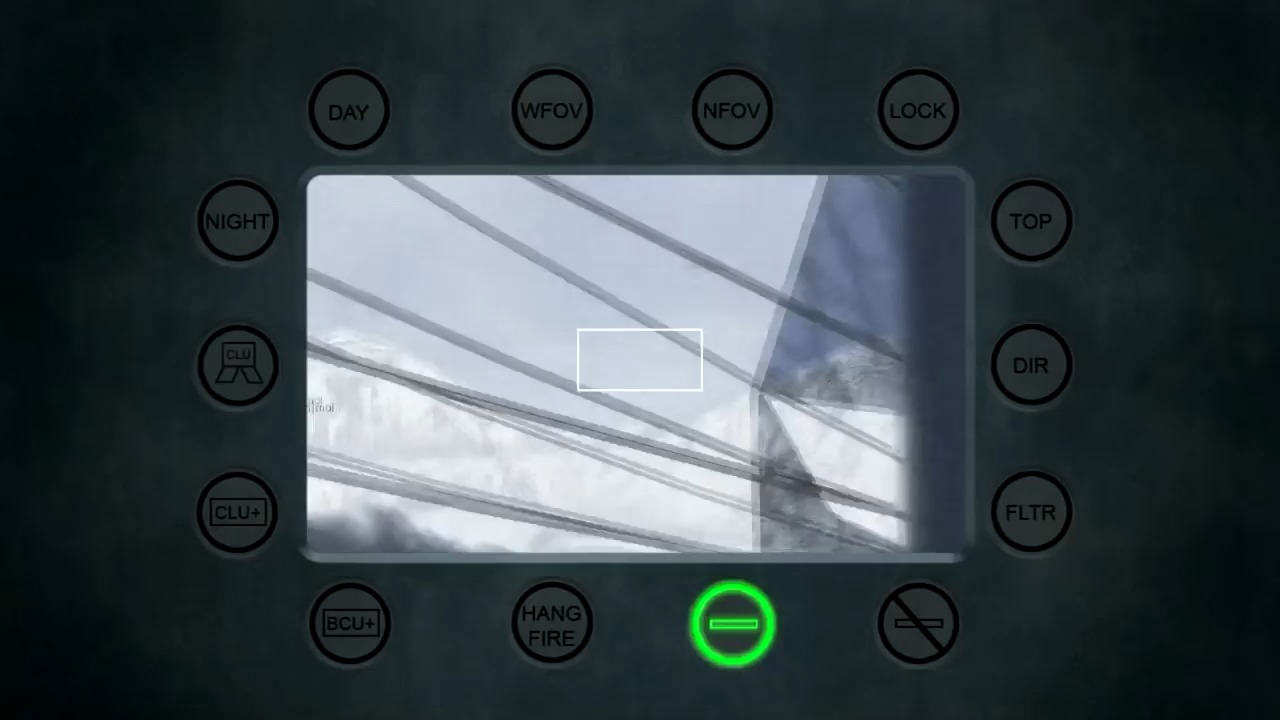 DAY
WFOV
NFOV
LOCK
NIGHT
TOP
CLU
DIR
CLU+
FLTR
BCU+
HANG
FIRE